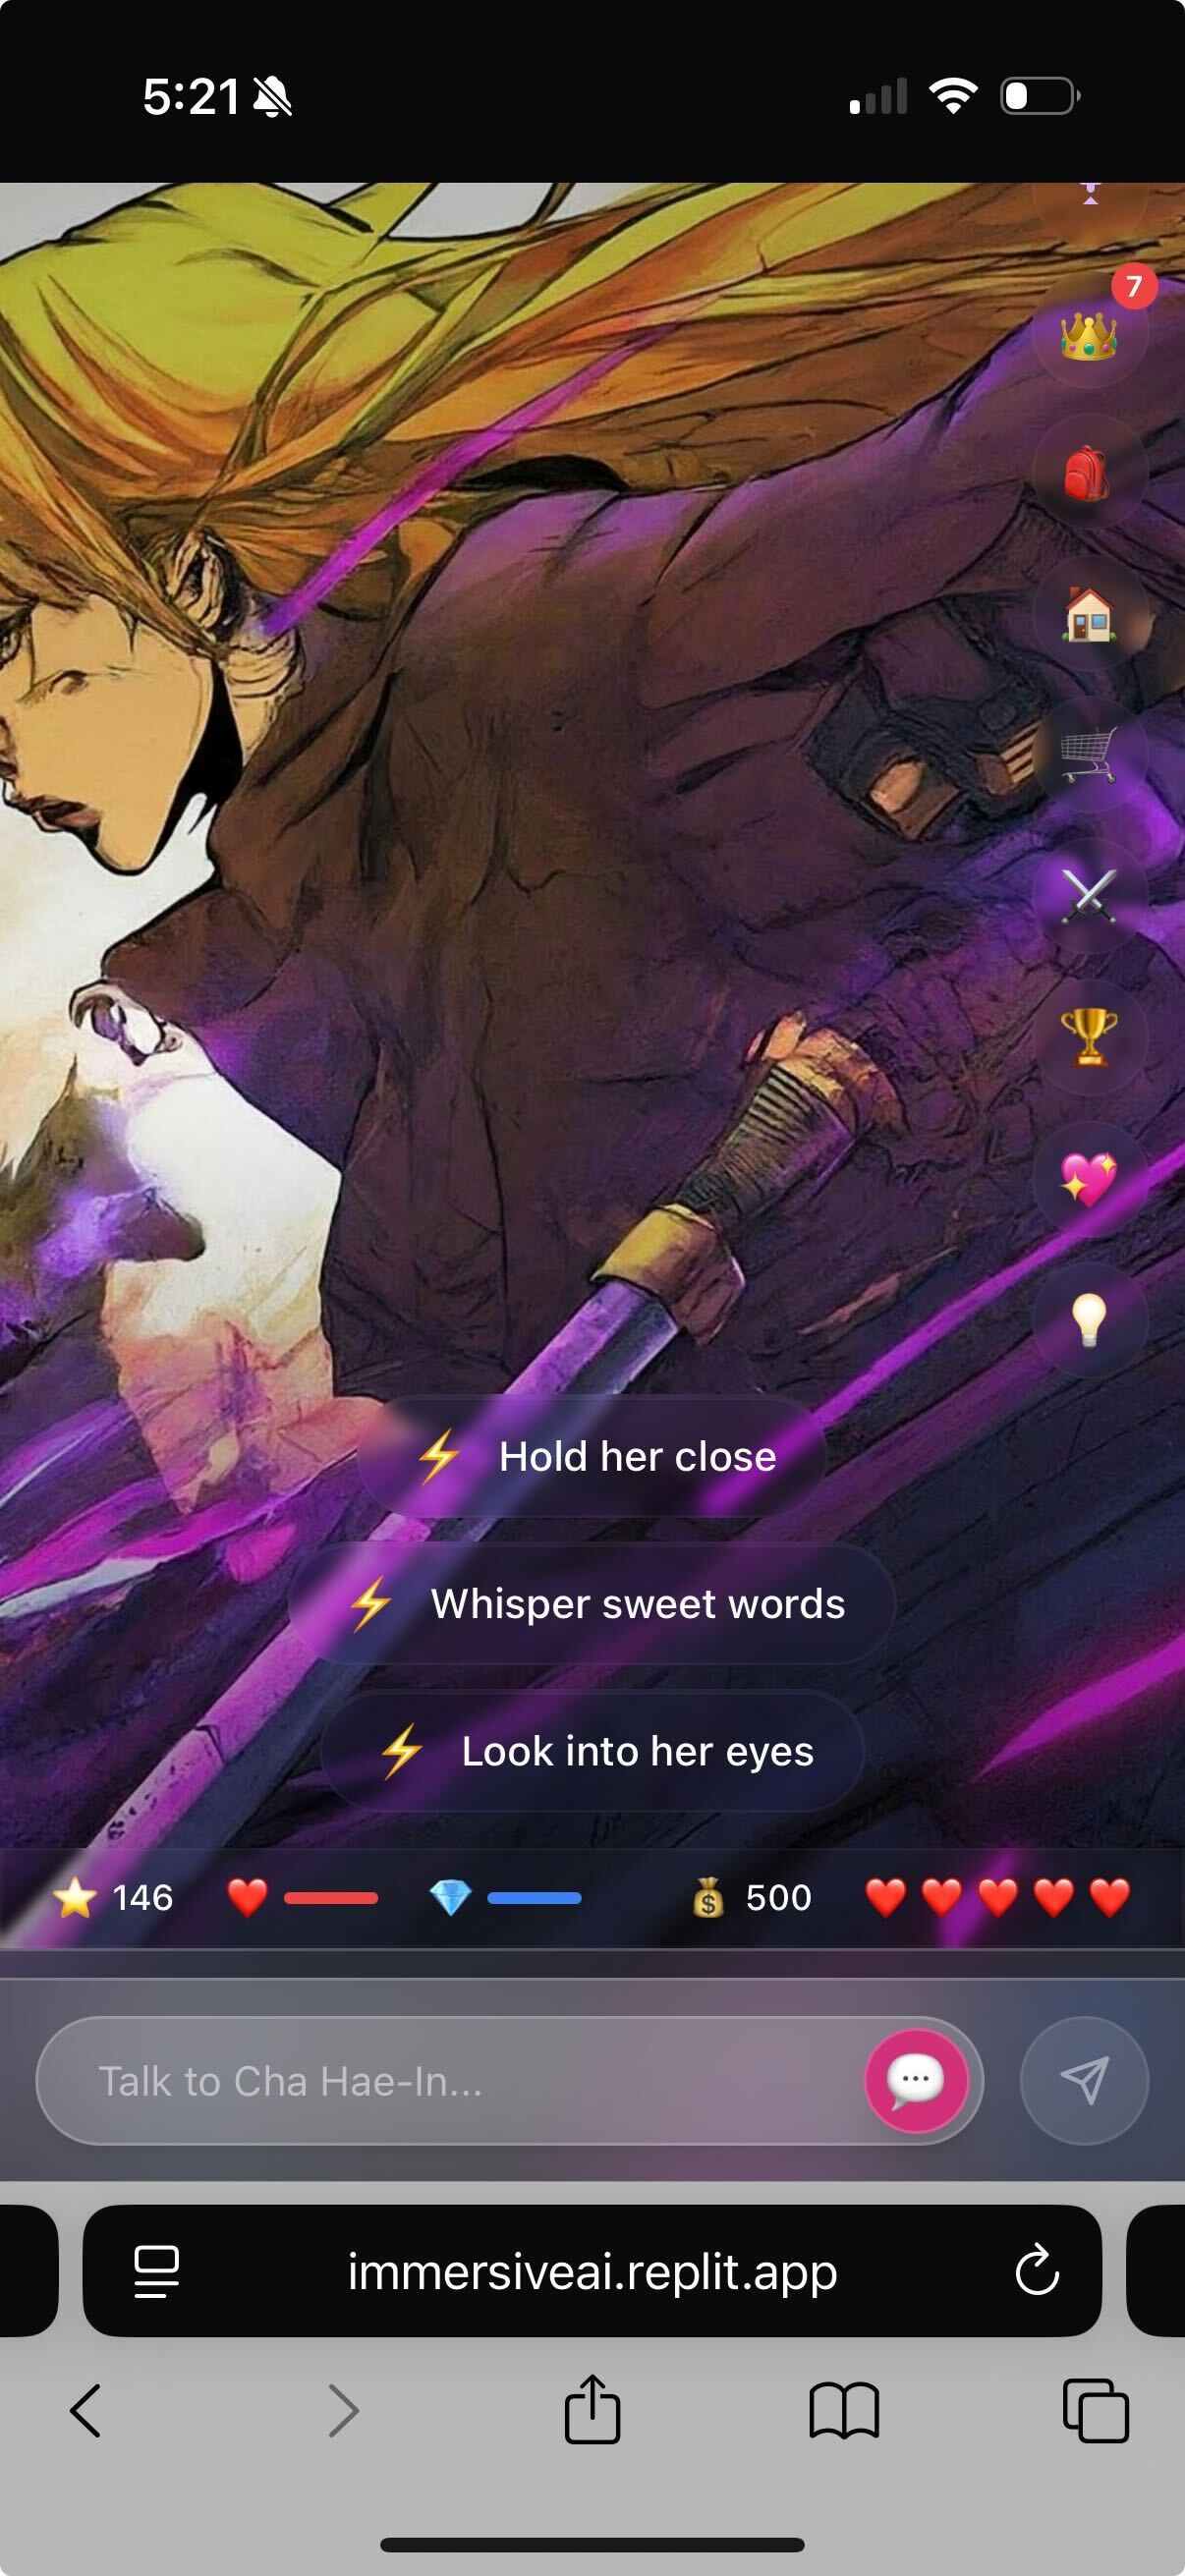 5:21
7
Hold her close
Whisper sweet words
Look into her eyes
146
500
Talk to Cha Hae-In...
immersiveai.replit.app